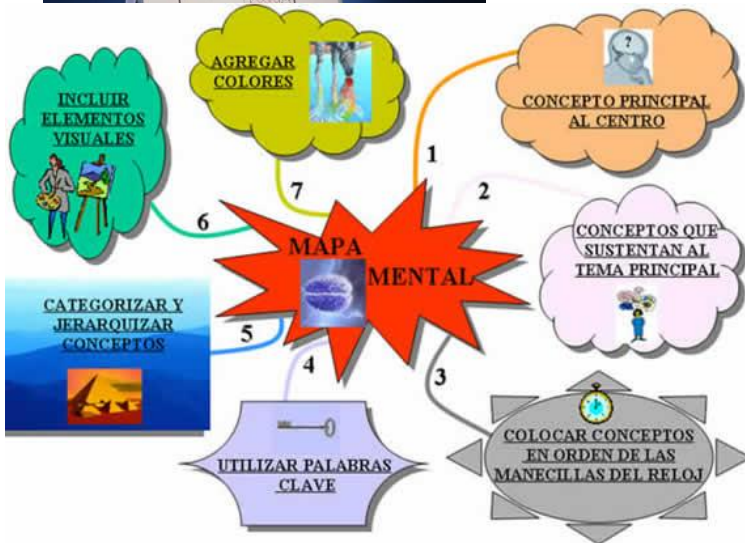 MAPA
MENTAL
1
CONCEPTO PRINCIPAL
AL CENTRO
?
2
CONCEPTOS QUE
SUSTENTAN AL
TEMA PRINCIPAL
3
COLOCAR CONCEPTOS
EN ORDEN DE LAS
MANECILLAS DEL RELOJ
4
UTILIZAR PALABRAS
CLAVE
5
CATEGORIZAR Y
JERARQUIZAR
CONCEPTOS
6
INCLUIR
ELEMENTOS
VISUALES
7
AGREGAR
COLORES